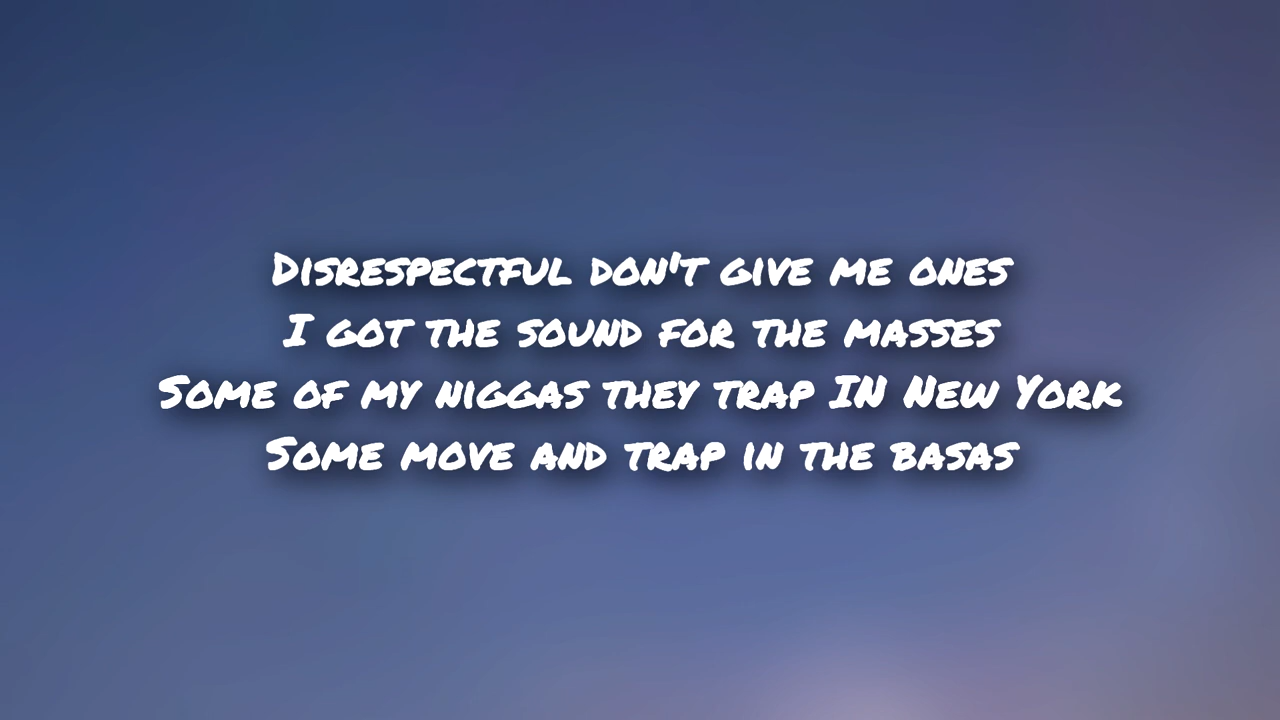 Disrespectful don't give me ones
I got the sound for the masses
Some of my niggas they trap IN New York
Some move and trap in the basas